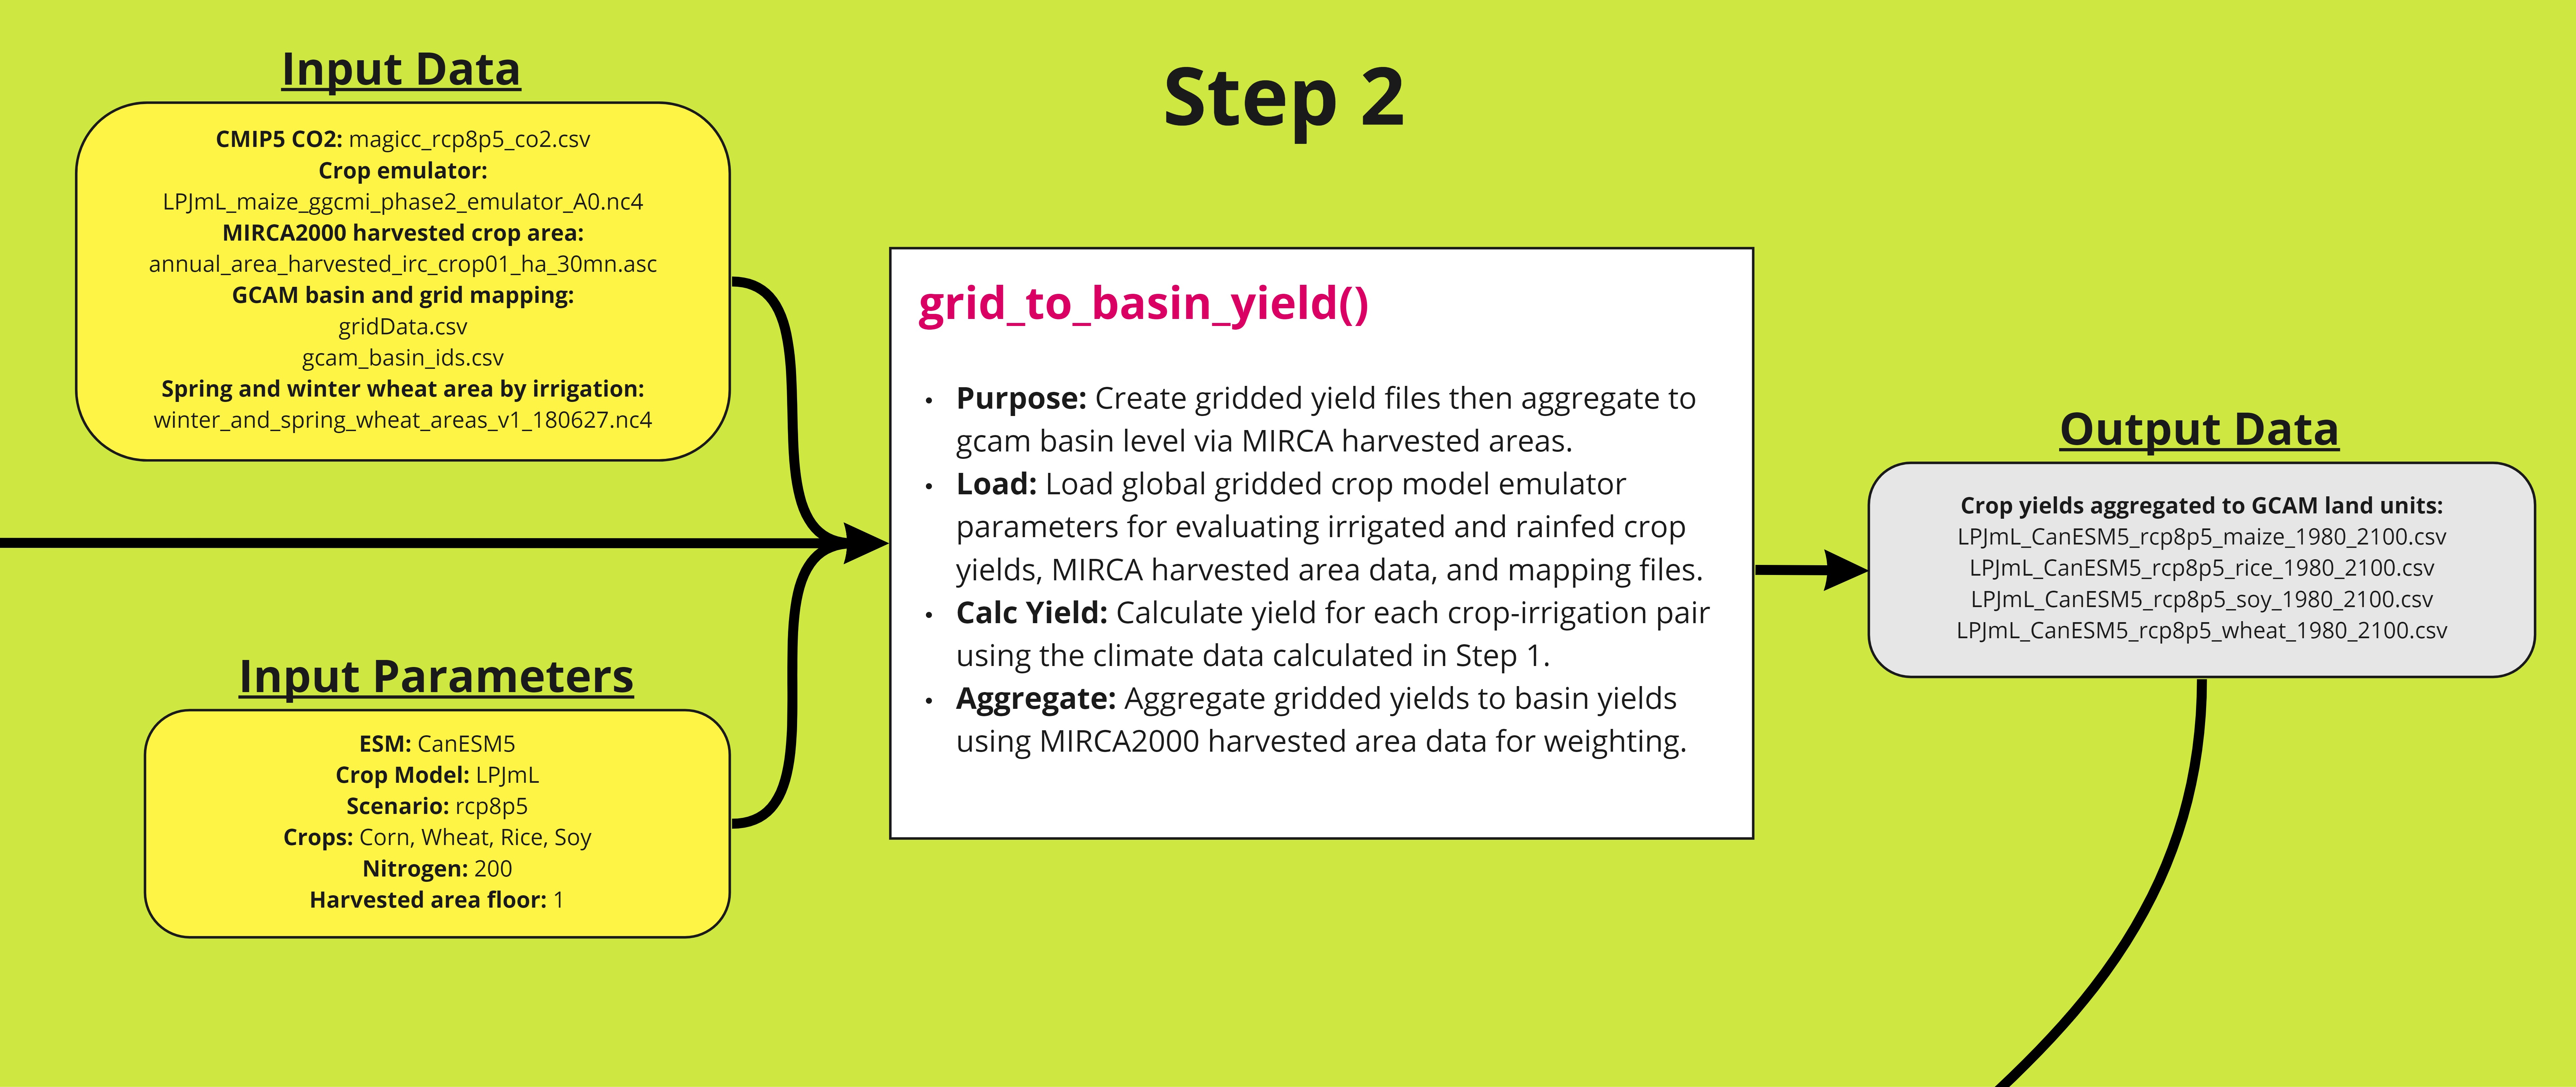 Step 2
Input Data
CMIP5 CO2: magicc_rcp8p5_co2.csv
Crop emulator:
LPJmL_maize_ggcmi_phase2_emulator_A0.nc4
MIRCA2000 harvested crop area:
annual_area_harvested_irc_crop01_ha_30mn.asc
GCAM basin and grid mapping:
gridData.csv
gcam_basin_ids.csv
Spring and winter wheat area by irrigation:
winter_and_spring_wheat_areas_v1_180627.nc4
Input Parameters
ESM: CanESM5
Crop Model: LPJmL
Scenario: rcp8p5
Crops: Corn, Wheat, Rice, Soy
Nitrogen: 200
Harvested area floor: 1
grid_to_basin_yield()
• Purpose: Create gridded yield files then aggregate to
gcam basin level via MIRCA harvested areas.
• Load: Load global gridded crop model emulator
parameters for evaluating irrigated and rainfed crop
yields, MIRCA harvested area data, and mapping files.
• Calc Yield: Calculate yield for each crop-irrigation pair
using the climate data calculated in Step 1.
• Aggregate: Aggregate gridded yields to basin yields
using MIRCA2000 harvested area data for weighting.
Output Data
Crop yields aggregated to GCAM land units:
LPJmL_CanESM5_rcp8p5_maize_1980_2100.csv
LPJmL_CanESM5_rcp8p5_rice_1980_2100.csv
LPJmL_CanESM5_rcp8p5_soy_1980_2100.csv
LPJmL_CanESM5_rcp8p5_wheat_1980_2100.csv